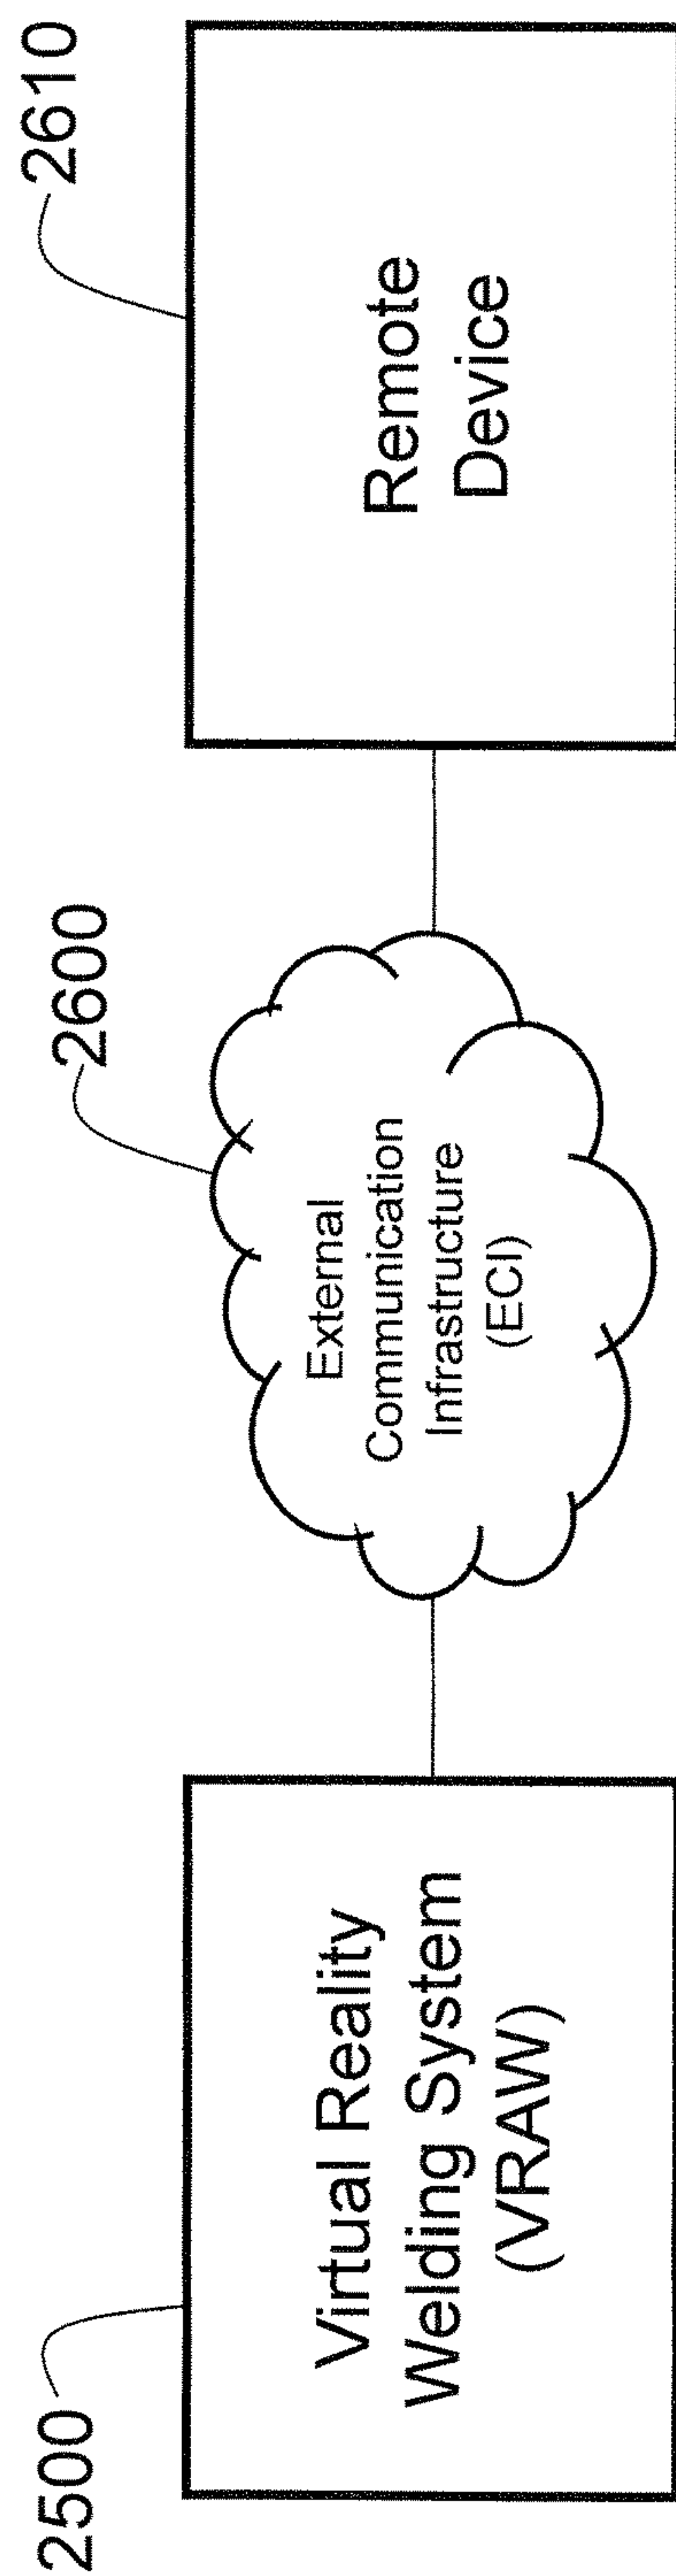 2500
Virtual Reality
Welding System
(VRAW)
2600
External
Communication
Infrastructure
(ECI)
2610
Remote
Device